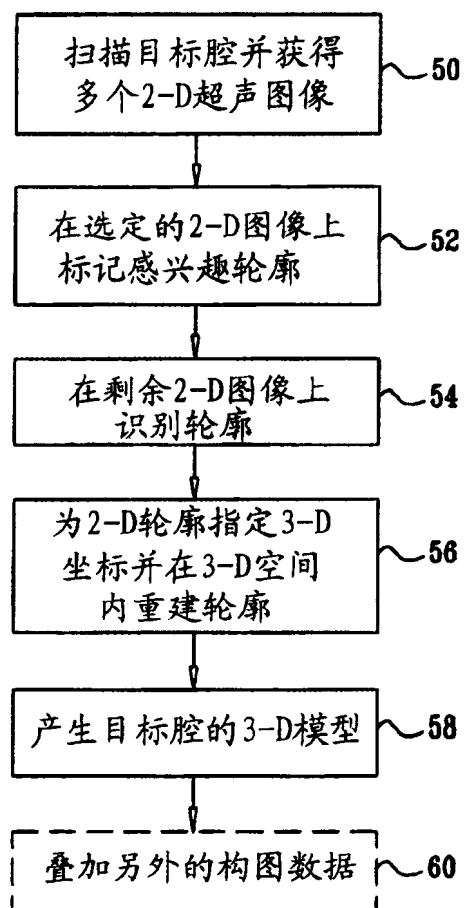 扫描目标腔并获得
多个2-D超声图像
50
在选定的2-D图像上
标记感兴趣轮廓
52
在剩余2-D图像上
识别轮廓
54
为2-D轮廓指定3-D
坐标并在3-D空间
内重建轮廓
56
产生目标腔的3-D模型
58
叠加另外的构图数据
60